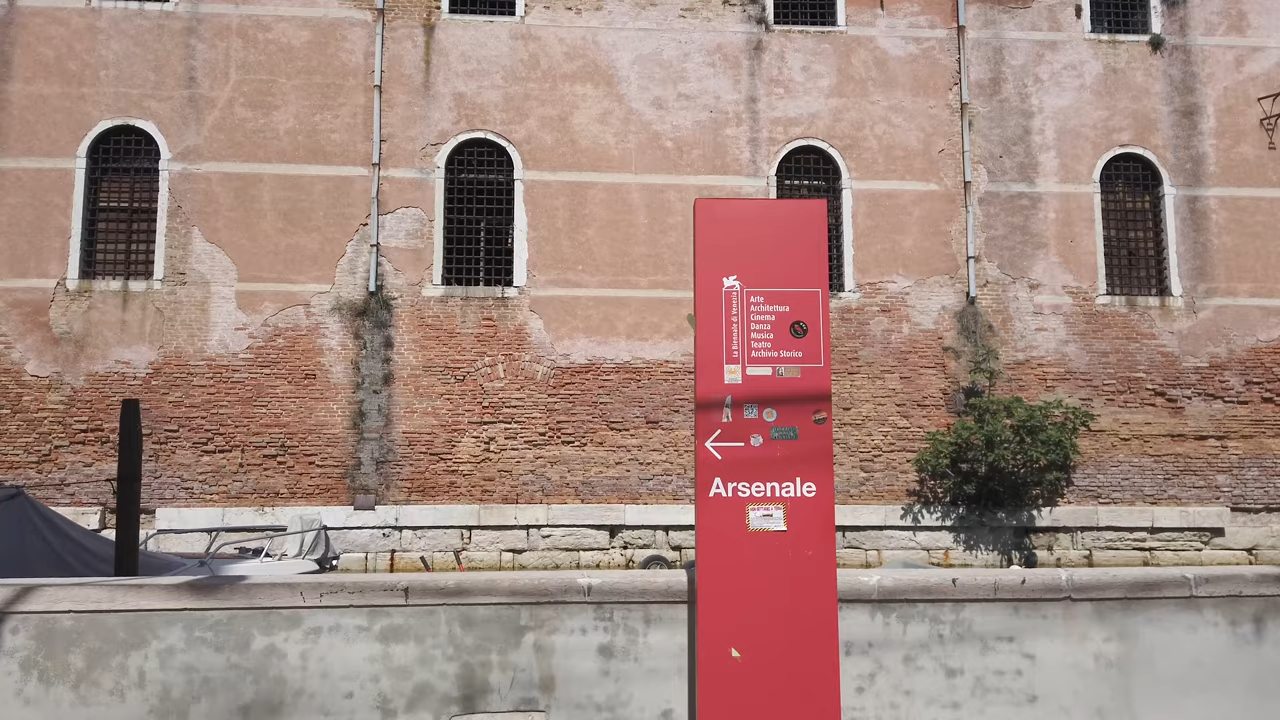 la Biennale di Venezia
Arte
Architettura
Cinema
Danza
Musica
Teatro
Archivio Storico
Arsenale